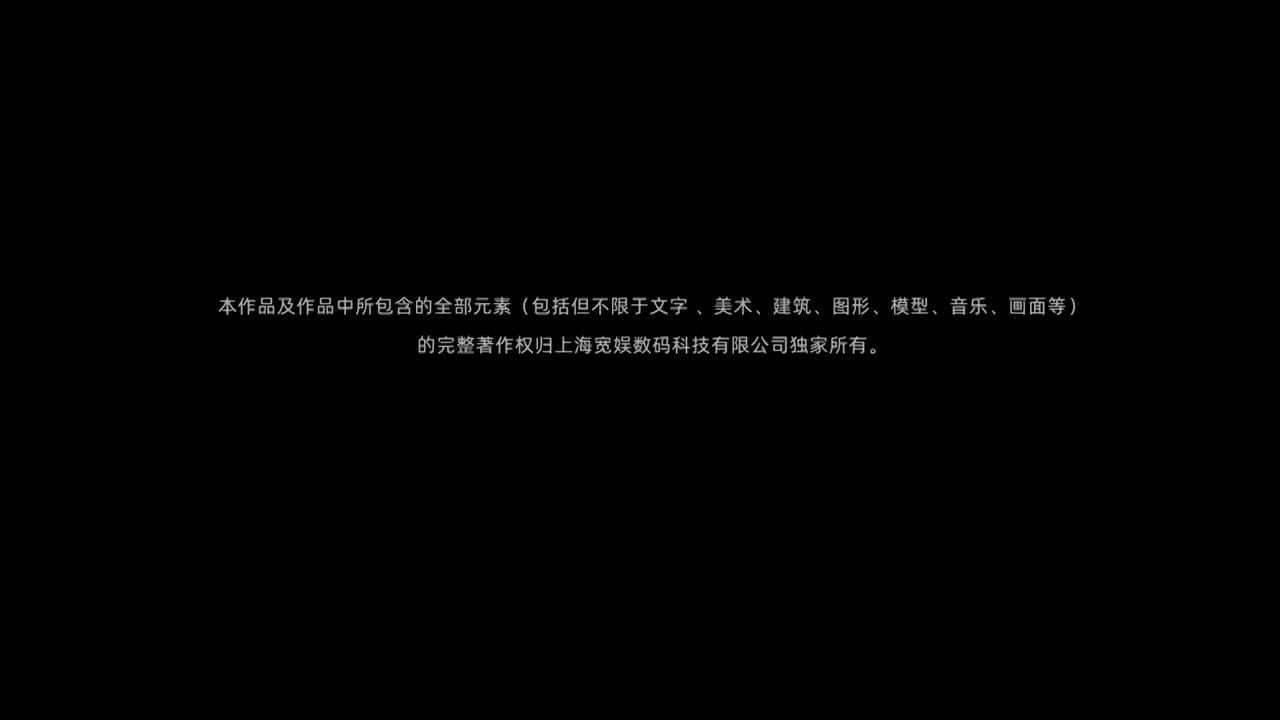 本作品及作品中所包含的全部元素（包括但不限于文字 、美术、建筑、图形、模型、音乐、画面等）
的完整著作权归上海宽娱数码科技有限公司独家所有。